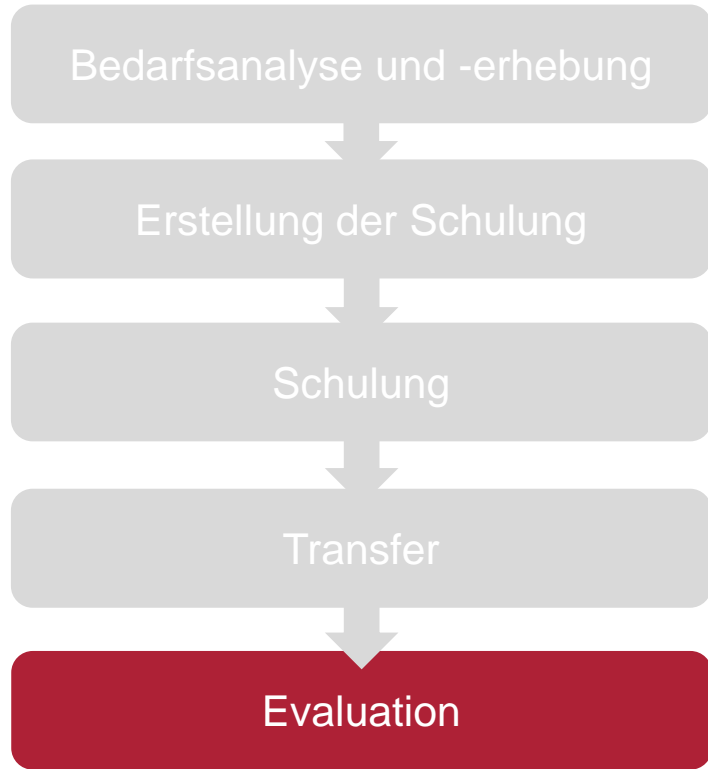 Bedarfsanalyse und -erhebung
Erstellung der Schulung
Schulung
Transfer
Evaluation